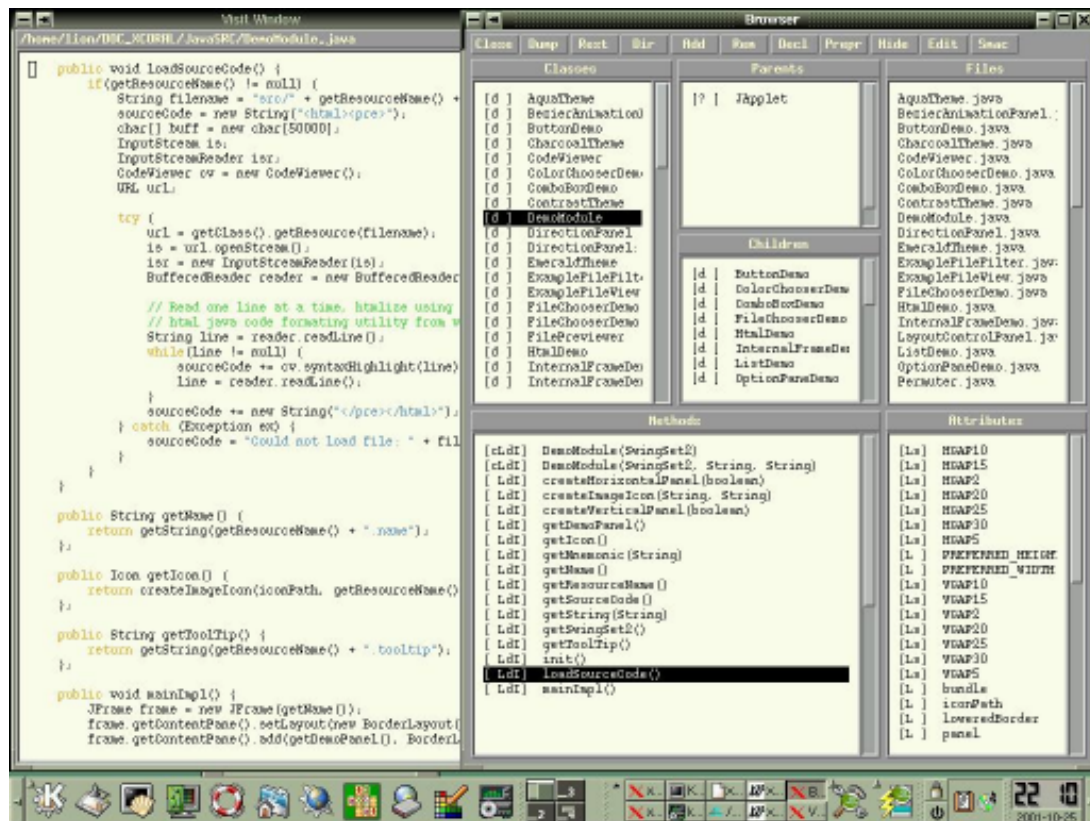 Visit Window
/home/lion/DOC_XCORAL/JavaSRC/DemoModule.java
public void loadSourceCode() {
if(getResourceName() != null) {
String filename = "src/" + getResourceName() +
sourceCode = new String("<html><pre>");
char[] buff = new char[50000];
InputStream is;
InputStreamReader isr;
CodeViewer cv = new CodeViewer();
URL url;
try {
url = getClass().getResource(filename);
is = url.openStream();
isr = new InputStreamReader(is);
BufferedReader reader = new BufferedReader
// Read one line at a time, htmlize using
// html java code formating utility from w
String line = reader.readLine();
while(line != null) {
sourceCode += cv.syntaxHighlight(line)
line = reader.readLine();
}
sourceCode += new String("</pre></html>");
} catch (Exception ex) {
sourceCode = "Could not load file: " + fil
}
}
}
public String getName() {
return getString(getResourceName() + ".name");
};
public Icon getIcon() {
return createImageIcon(iconPath, getResourceName()
};
public String getToolTip() {
return getString(getResourceName() + ".tooltip");
};
public void mainImpl() {
JFrame frame = new JFrame(getName());
frame.getContentPane().setLayout(new BorderLayout(
frame.getContentPane().add(getDemoPanel(), BorderL
Browser
Close Dump Rest Dir Add Rem Decl Propr Hide Edit Smac
Classes
[d ] AquaTheme
[d ] BezierAnimationP
[d ] ButtonDemo
[d ] CharcoalTheme
[d ] CodeViewer
[d ] ColorChooserDemo
[d ] ComboBoxDemo
[d ] ContrastTheme
[d ] DemoModule
[d ] DirectionPanel
[d ] DirectionPanel:
[d ] EmeraldTheme
[d ] ExampleFileFilte
[d ] ExampleFileView
[d ] FileChooserDemo
[d ] FileChooserDemo
[d ] FilePreviewer
[d ] HtmlDemo
[d ] InternalFrameDem
[d ] InternalFrameDem
Parents
[? ] JApplet
Children
[d ] ButtonDemo
[d ] ColorChooserDemo
[d ] ComboBoxDemo
[d ] FileChooserDemo
[d ] HtmlDemo
[d ] InternalFrameDem
[d ] ListDemo
[d ] OptionPaneDemo
Files
AquaTheme.java
BezierAnimationPanel.j
ButtonDemo.java
CharcoalTheme.java
CodeViewer.java
ColorChooserDemo.java
ComboBoxDemo.java
ContrastTheme.java
DemoModule.java
DirectionPanel.java
EmeraldTheme.java
ExampleFileFilter.jav
ExampleFileView.java
FileChooserDemo.java
HtmlDemo.java
InternalFrameDemo.jav
LayoutControlPanel.jav
ListDemo.java
OptionPaneDemo.java
Permuter.java
Methods
[cLdI] DemoModule(SwingSet2)
[cLdI] DemoModule(SwingSet2, String, String)
[ LdI] createHorizontalPanel(boolean)
[ LdI] createImageIcon(String, String)
[ LdI] createVerticalPanel(boolean)
[ LdI] getDemoPanel()
[ LdI] getIcon()
[ LdI] getMnemonic(String)
[ LdI] getName()
[ LdI] getResourceName()
[ LdI] getSourceCode()
[ LdI] getString(String)
[ LdI] getSwingSet2()
[ LdI] getToolTip()
[ LdI] init()
[ LdI] loadSourceCode()
[ LdI] mainImpl()
Attributes
[Ls] HGAP10
[Ls] HGAP15
[Ls] HGAP2
[Ls] HGAP20
[Ls] HGAP25
[Ls] HGAP30
[Ls] HGAP5
[L ] PREFERRED_HEIGH
[L ] PREFERRED_WIDTH
[Ls] VGAP10
[Ls] VGAP15
[Ls] VGAP2
[Ls] VGAP20
[Ls] VGAP25
[Ls] VGAP30
[Ls] VGAP5
[L ] bundle
[L ] iconPath
[L ] loweredBorder
[L ] panel
22 10
2001-10-25